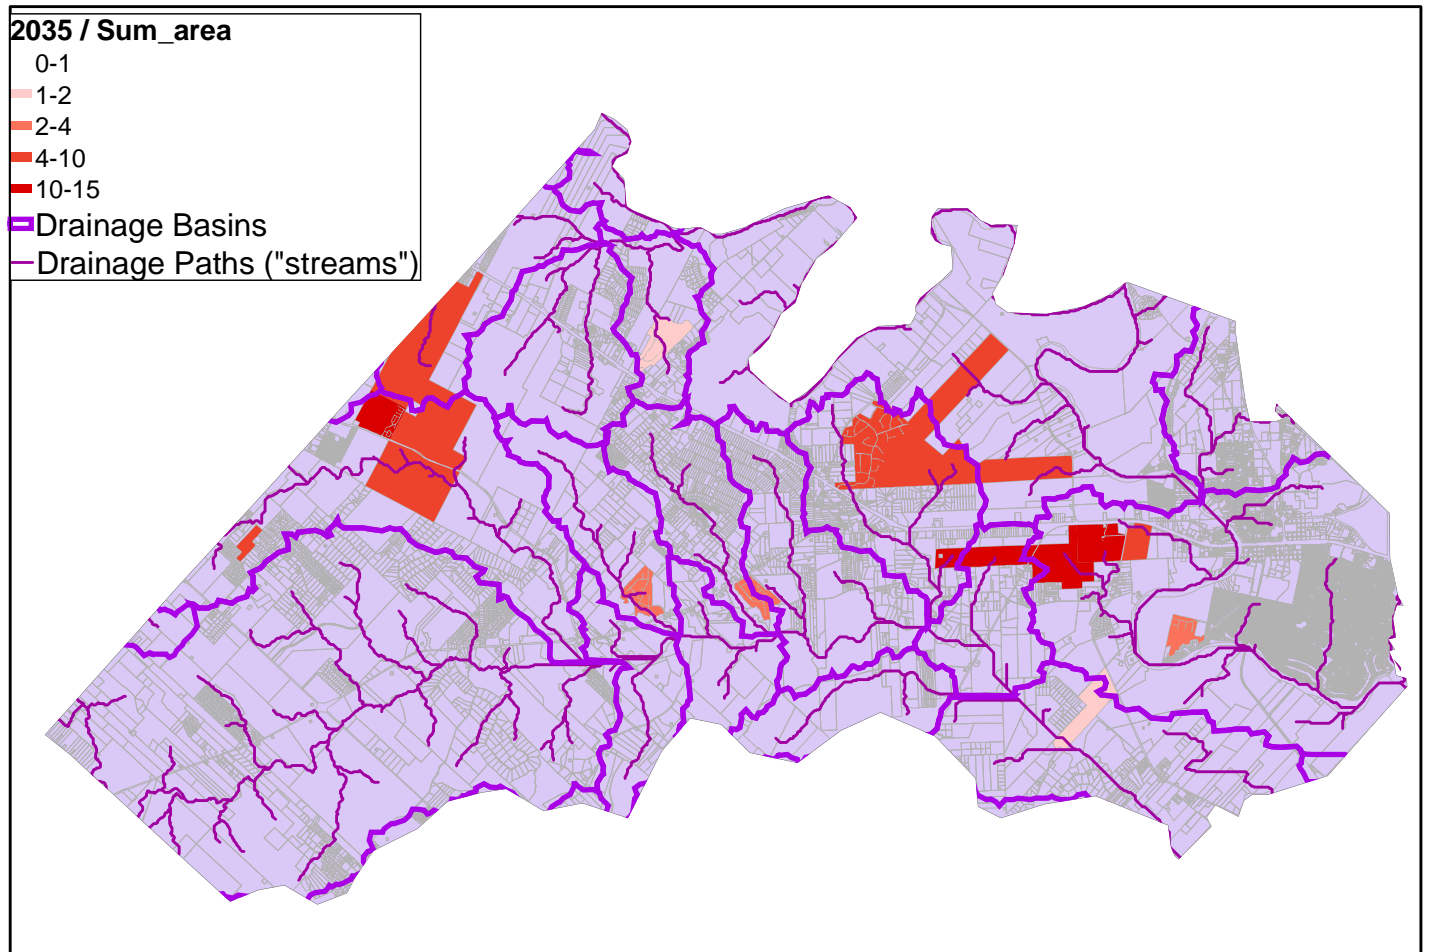 2035 / Sum_area
0-1
1-2
2-4
4-10
10-15
Drainage Basins
Drainage Paths ("streams")